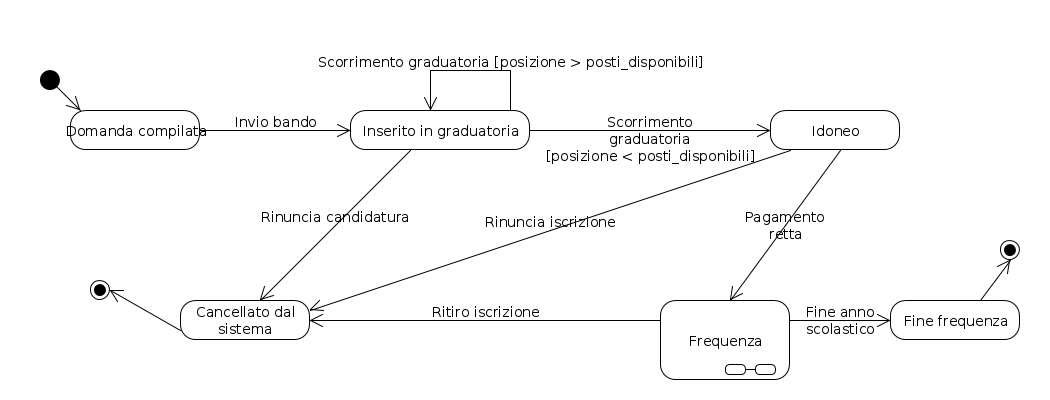 Scorrimento graduatoria [posizione > posti_disponibili]
Domanda compilata
Invio bando
Inserito in graduatoria
Scorrimento
graduatoria
[posizione < posti_disponibili]
Idoneo
Rinuncia candidatura
Rinuncia iscrizione
Pagamento
retta
Cancellato dal
sistema
Ritiro iscrizione
Frequenza
Fine anno
scolastico
Fine frequenza